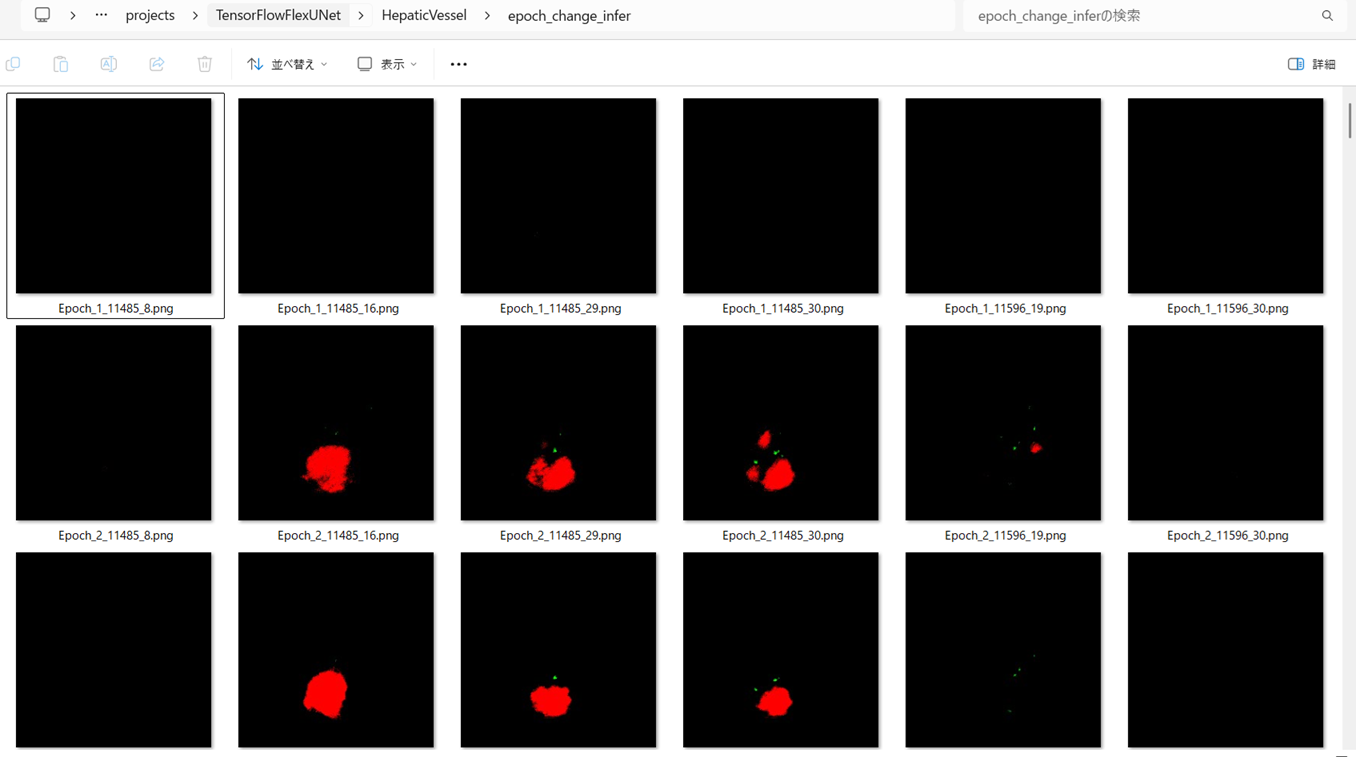 projects TensorFlowFlexUNet HepaticVessel epoch_change_infer epoch_change_inferの検索
並べ替え 表示 詳細
Epoch_1_11485_8.png Epoch_1_11485_16.png Epoch_1_11485_29.png Epoch_1_11485_30.png Epoch_1_11596_19.png Epoch_1_11596_30.png
Epoch_2_11485_8.png Epoch_2_11485_16.png Epoch_2_11485_29.png Epoch_2_11485_30.png Epoch_2_11596_19.png Epoch_2_11596_30.png